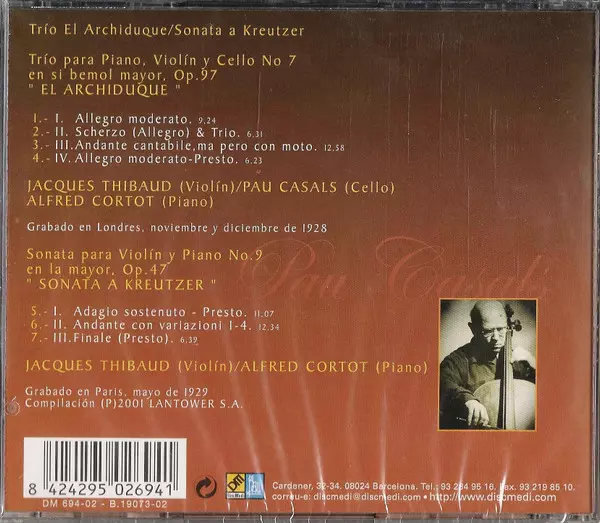 Trío El Archiduque/Sonata a Kreutzer
Trío para Piano, Violín y Cello No 7
en si bemol mayor, Op.97
" EL ARCHIDUQUE "
1.- I. Allegro moderato. 9,24
2.- II. Scherzo (Allegro) & Trio. 6,31
3.- III.Andante cantabile,ma pero con moto. 12,58
4.- IV. Allegro moderato-Presto. 6,23
JACQUES THIBAUD (Violín)/PAU CASALS (Cello)
ALFRED CORTOT (Piano)
Grabado en Londres, noviembre y diciembre de 1928
Sonata para Violín y Piano No.9
en la mayor, Op.47
" SONATA A KREUTZER "
Pau Casals
5.- I. Adagio sostenuto - Presto. 11,07
6.- II. Andante con variazioni 1-4. 12,34
7.- III.Finale (Presto). 6,39
JACQUES THIBAUD (Violín)/ALFRED CORTOT (Piano)
Grabado en Paris, mayo de 1929
Compilación (P)2001 LANTOWER S.A.
8 424295 026941
DM 694-02 - B.19073-02
Cardener, 32-34. 08024 Barcelona. Tel.: 93 284 95 16. Fax. 93 219 85 10.
correu-e: discmedi@discmedi.com http://www.discmedi.com